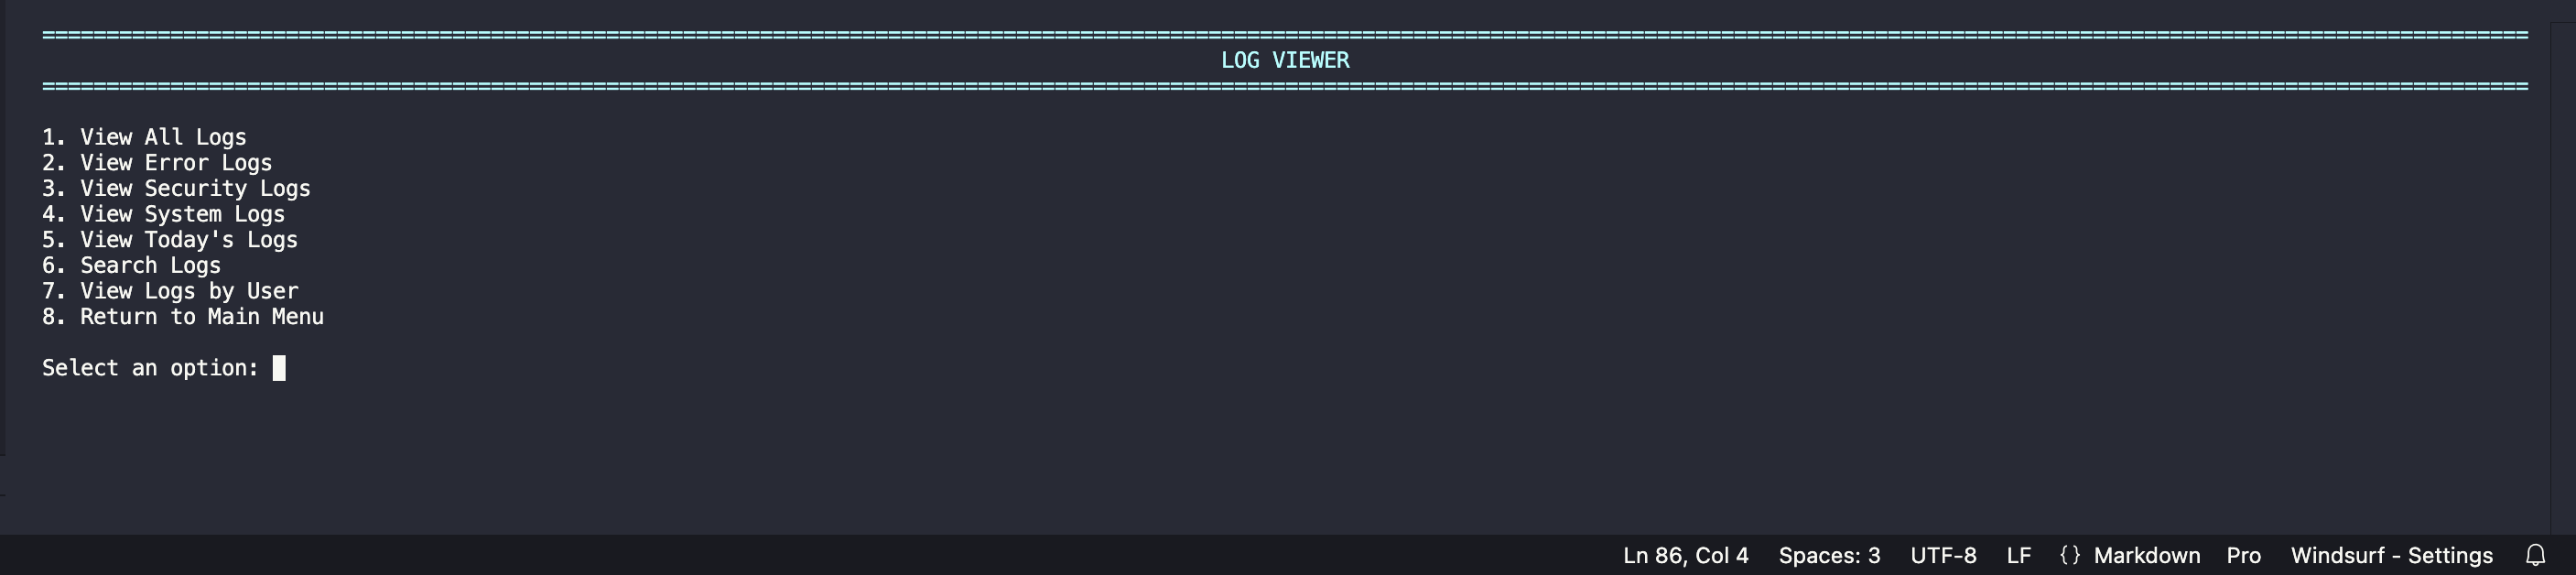 ================================================================================
LOG VIEWER
================================================================================
1. View All Logs
2. View Error Logs
3. View Security Logs
4. View System Logs
5. View Today's Logs
6. Search Logs
7. View Logs by User
8. Return to Main Menu
Select an option:
Ln 86, Col 4 Spaces: 3 UTF-8 LF {} Markdown Pro Windsurf - Settings